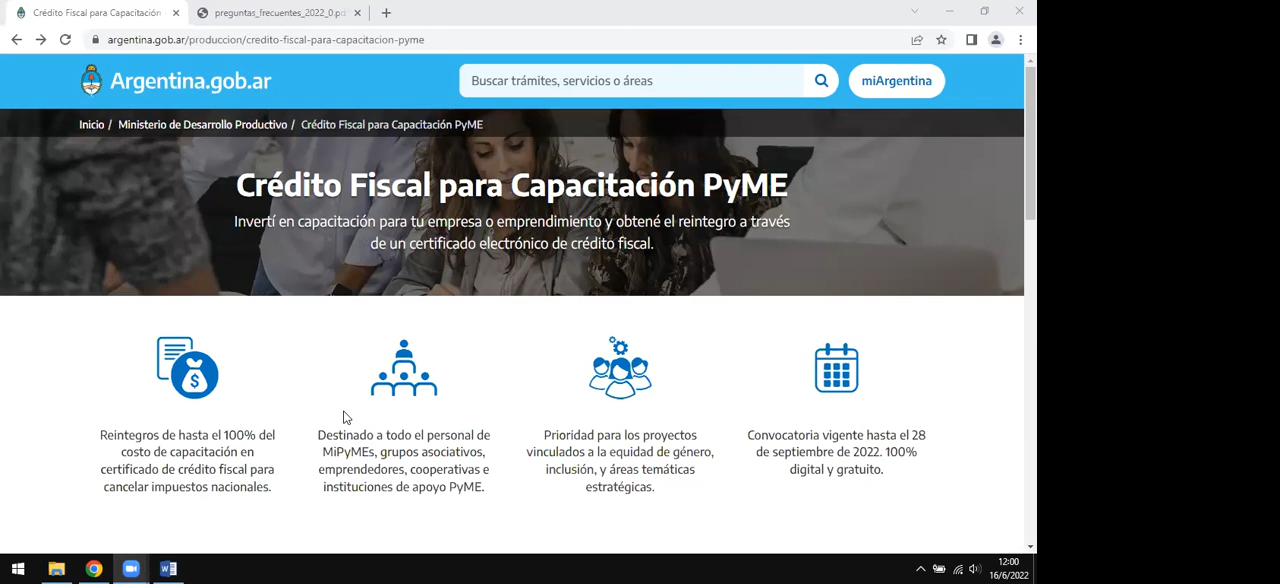 Crédito Fiscal para Capacitación
preguntas_frecuentes_2022_0.pd
argentina.gob.ar/produccion/credito-fiscal-para-capacitacion-pyme
Argentina.gob.ar
Buscar trámites, servicios o áreas
miArgentina
Inicio / Ministerio de Desarrollo Productivo / Crédito Fiscal para Capacitación PyME
Crédito Fiscal para Capacitación PyME
Invertí en capacitación para tu empresa o emprendimiento y obtené el reintegro a través
de un certificado electrónico de crédito fiscal.
$
Reintegros de hasta el 100% del
costo de capacitación en
certificado de crédito fiscal para
cancelar impuestos nacionales.
Destinado a todo el personal de
MiPyMEs, grupos asociativos,
emprendedores, cooperativas e
instituciones de apoyo PyME.
Prioridad para los proyectos
vinculados a la equidad de género,
inclusión, y áreas temáticas
estratégicas.
Convocatoria vigente hasta el 28
de septiembre de 2022. 100%
digital y gratuito.
12:00
16/6/2022